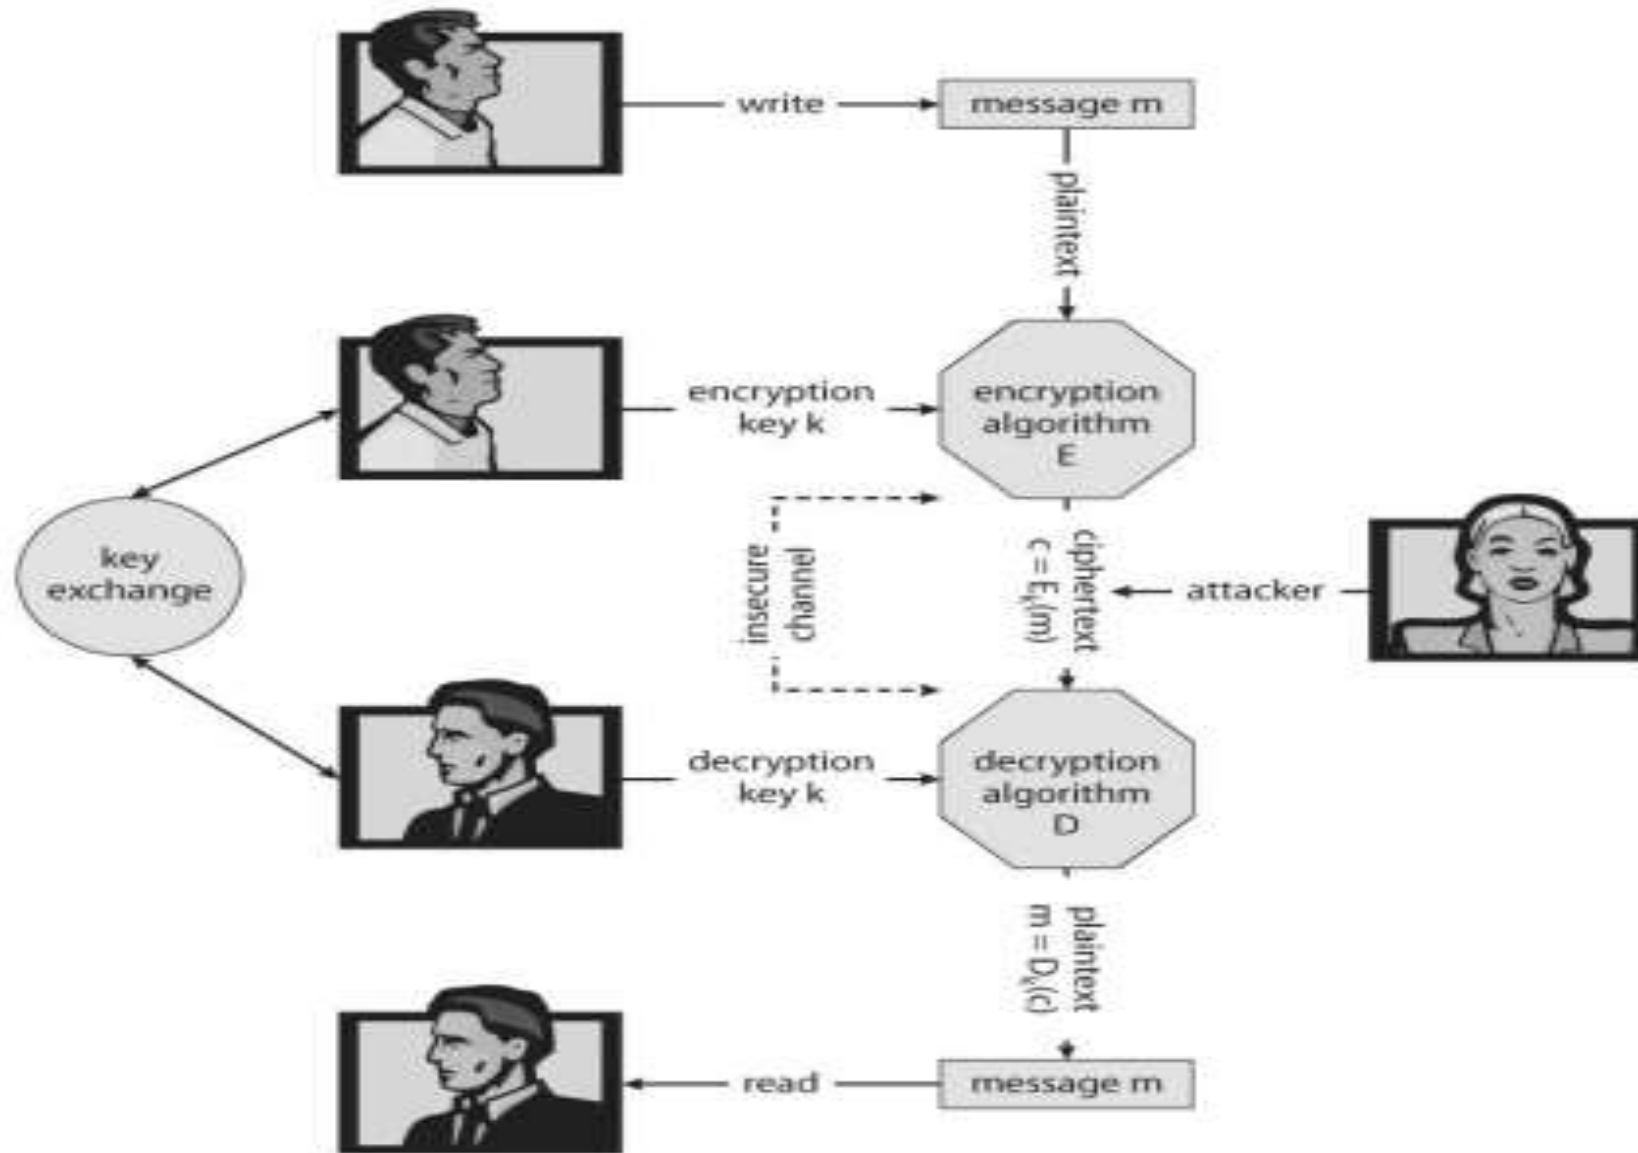 write
message m
plaintext
encryption
key k
encryption
algorithm
E
key
exchange
insecure
channel
ciphertext
c = Eₖ(m)
attacker
decryption
key k
decryption
algorithm
D
plaintext
m = Dₖ(c)
read
message m